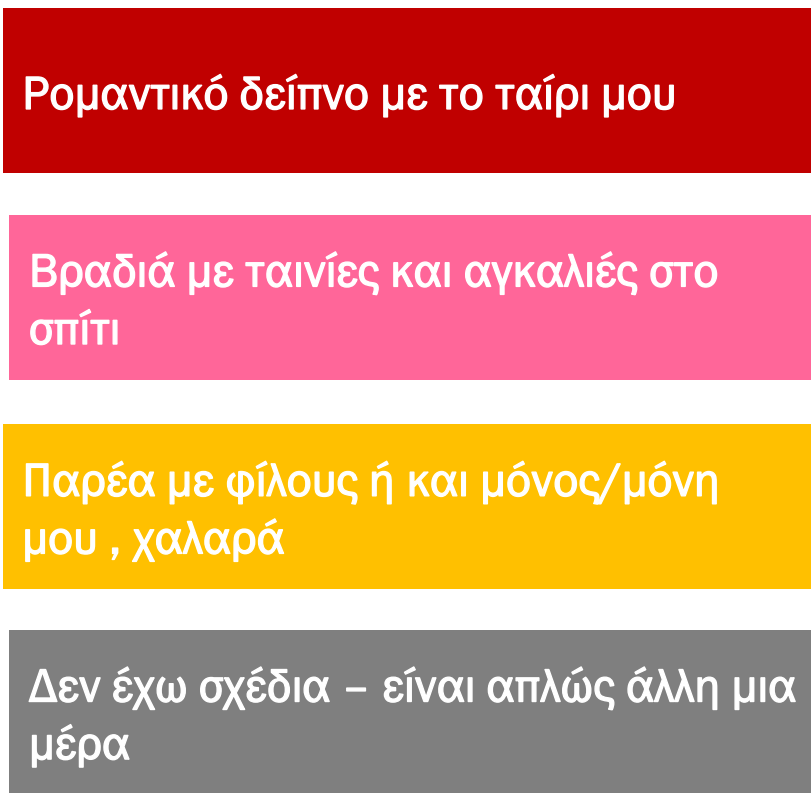 Ρομαντικό δείπνο με το ταίρι μου
Βραδιά με ταινίες και αγκαλιές στο
σπίτι
Παρέα με φίλους ή και μόνος/μόνη
μου , χαλαρά
Δεν έχω σχέδια – είναι απλώς άλλη μια
μέρα